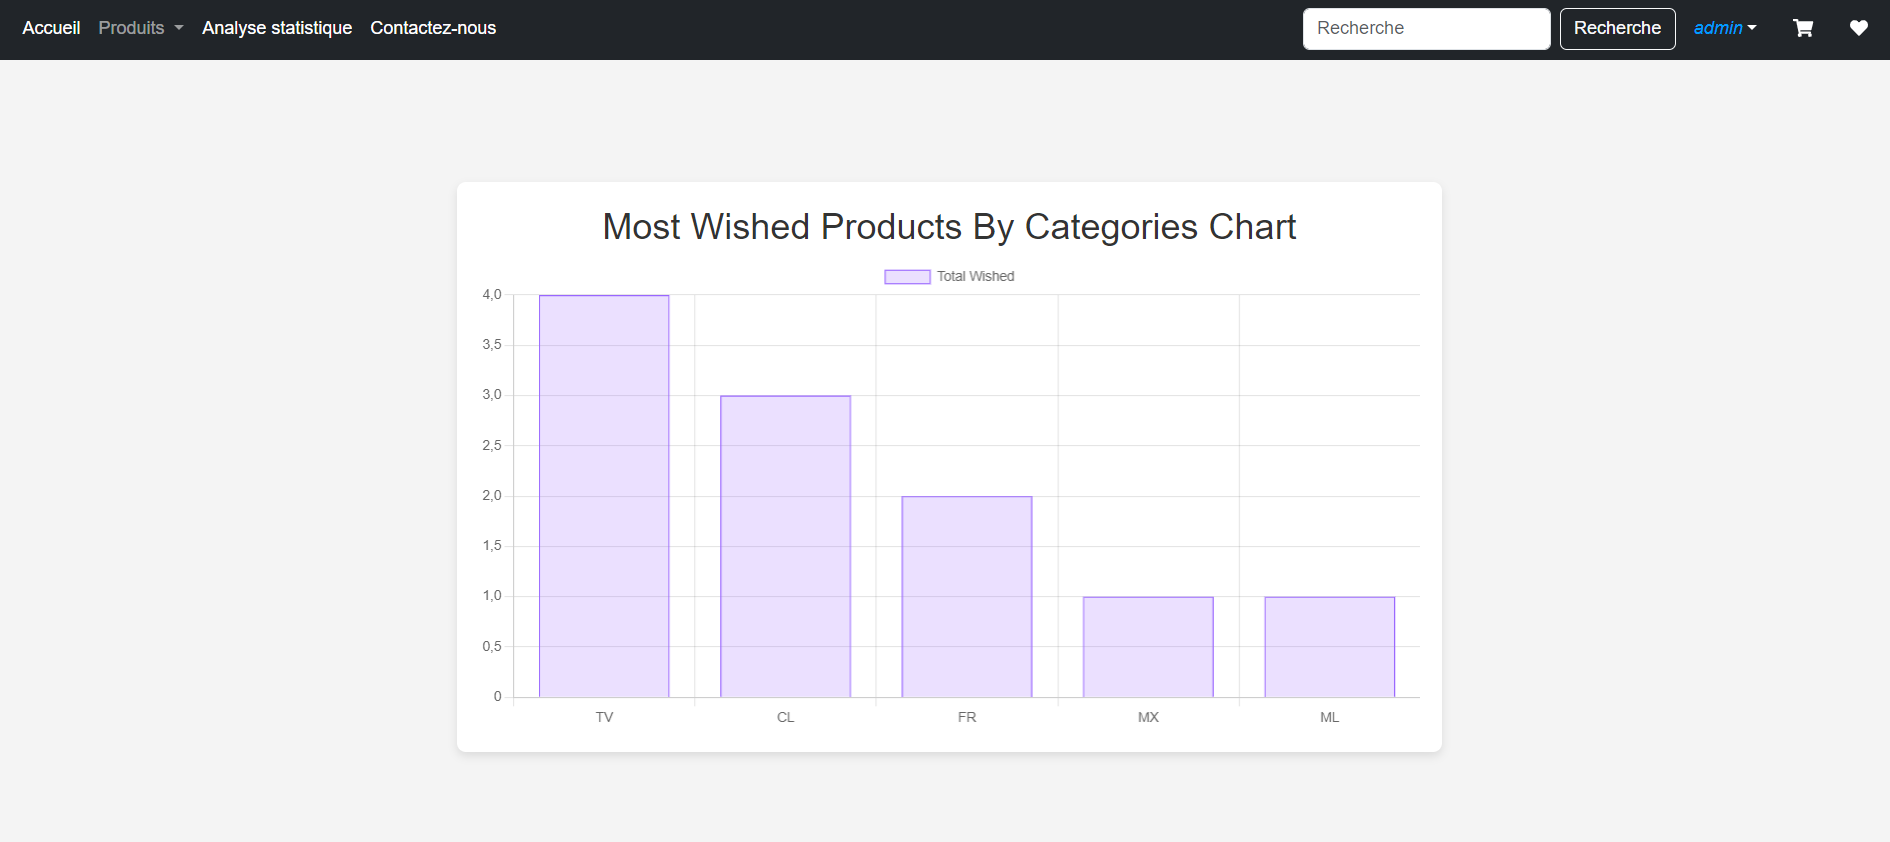 Accueil Produits Analyse statistique Contactez-nous Recherche Recherche admin
Most Wished Products By Categories Chart
Total Wished
4,0
3,5
3,0
2,5
2,0
1,5
1,0
0,5
0
TV CL FR MX ML